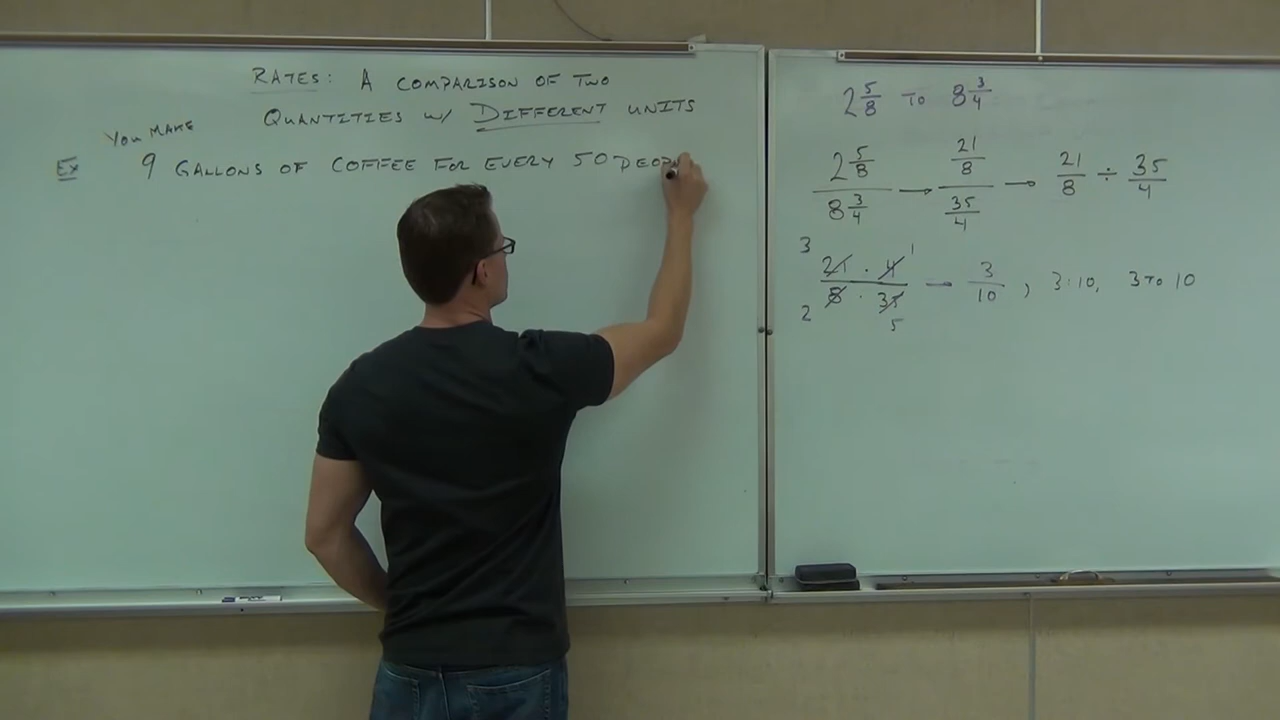 RATES: A COMPARISON OF TWO
QUANTITIES W/ DIFFERENT UNITS
YOU MAKE
Ex 9 GALLONS OF COFFEE FOR EVERY 50
2 5/8 TO 8 3/4
2 5/8 / 8 3/4 → 21/8 / 35/4 → 21/8 ÷ 35/4
3 1
21 · 4 / 8 · 35 → 3/10 , 3:10, 3 TO 10
2 5